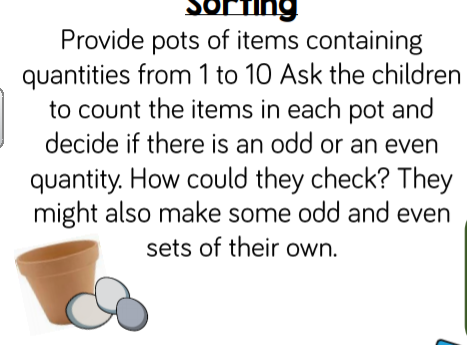 Sorting
Provide pots of items containing
quantities from 1 to 10 Ask the children
to count the items in each pot and
decide if there is an odd or an even
quantity. How could they check? They
might also make some odd and even
sets of their own.